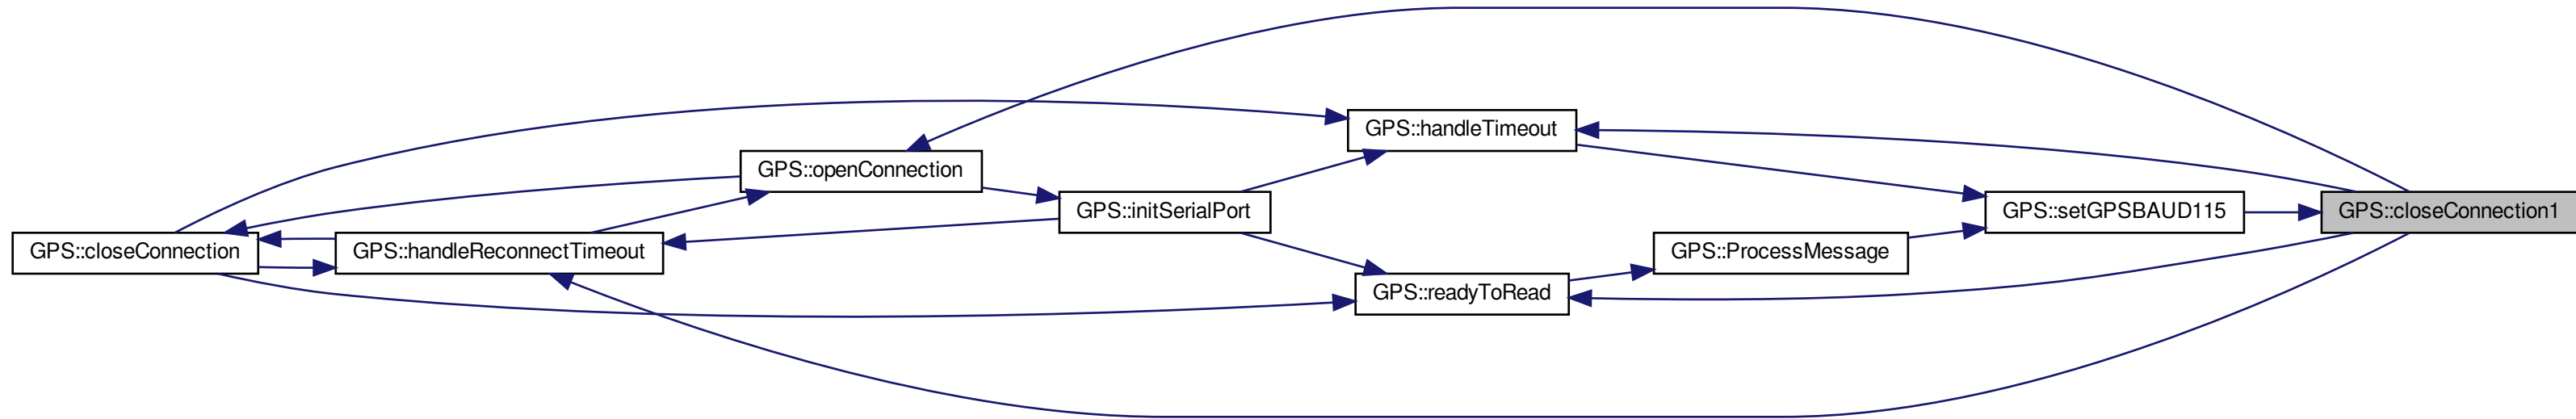 GPS::handleTimeout
GPS::openConnection
GPS::initSerialPort
GPS::setGPSBAUD115
GPS::closeConnection1
GPS::closeConnection
GPS::handleReconnectTimeout
GPS::ProcessMessage
GPS::readyToRead